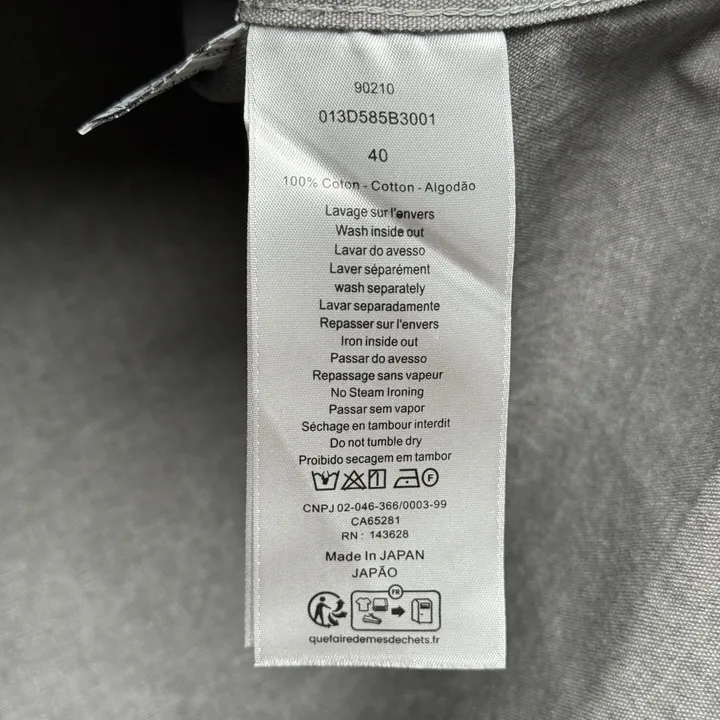 90210
013D585B3001
40
100% Coton - Cotton - Algodão
Lavage sur l'envers
Wash inside out
Lavar do avesso
Laver séparément
wash separately
Lavar separadamente
Repasser sur l'envers
Iron inside out
Passar do avesso
Repassage sans vapeur
No Steam Ironing
Passar sem vapor
Séchage en tambour interdit
Do not tumble dry
Proibido secagem em tambor
F
CNPJ 02-046-366/0003-99
CA65281
RN : 143628
Made In JAPAN
JAPÃO
FR
quefairedemesdechets.fr